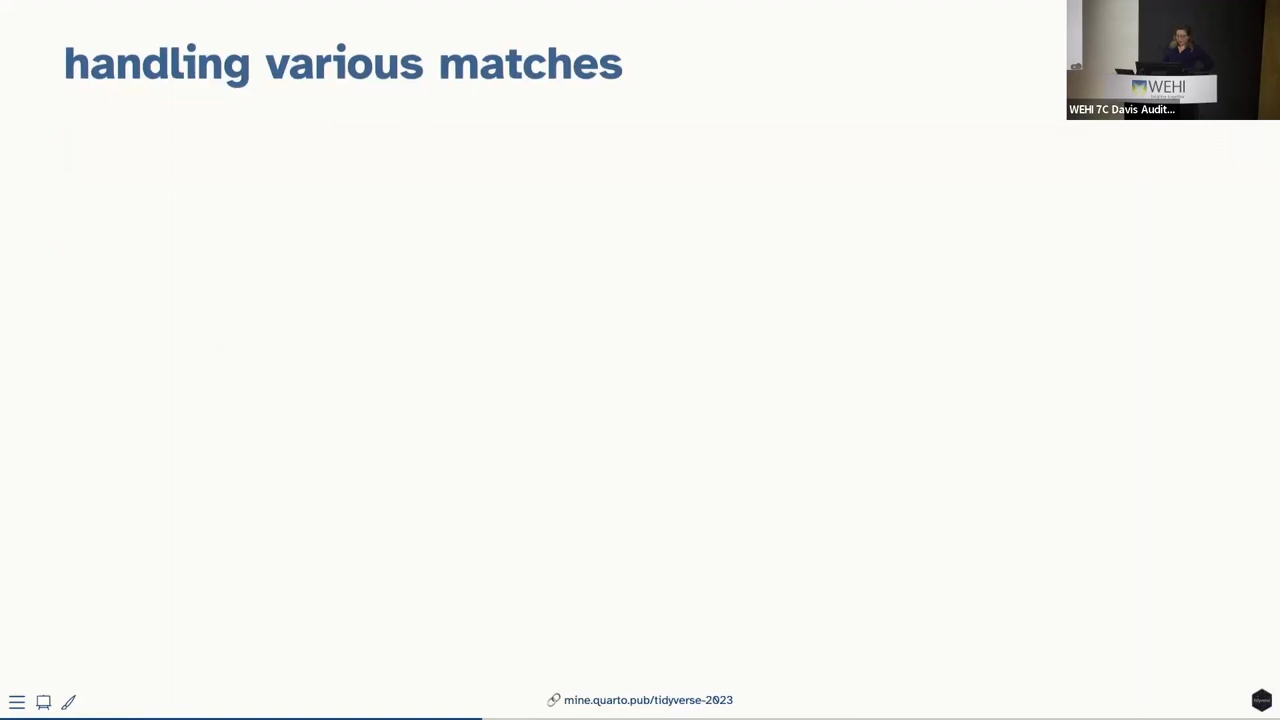 handling various matches
WEHI
WEHI 7C Davis Audit...
mine.quarto.pub/tidyverse-2023